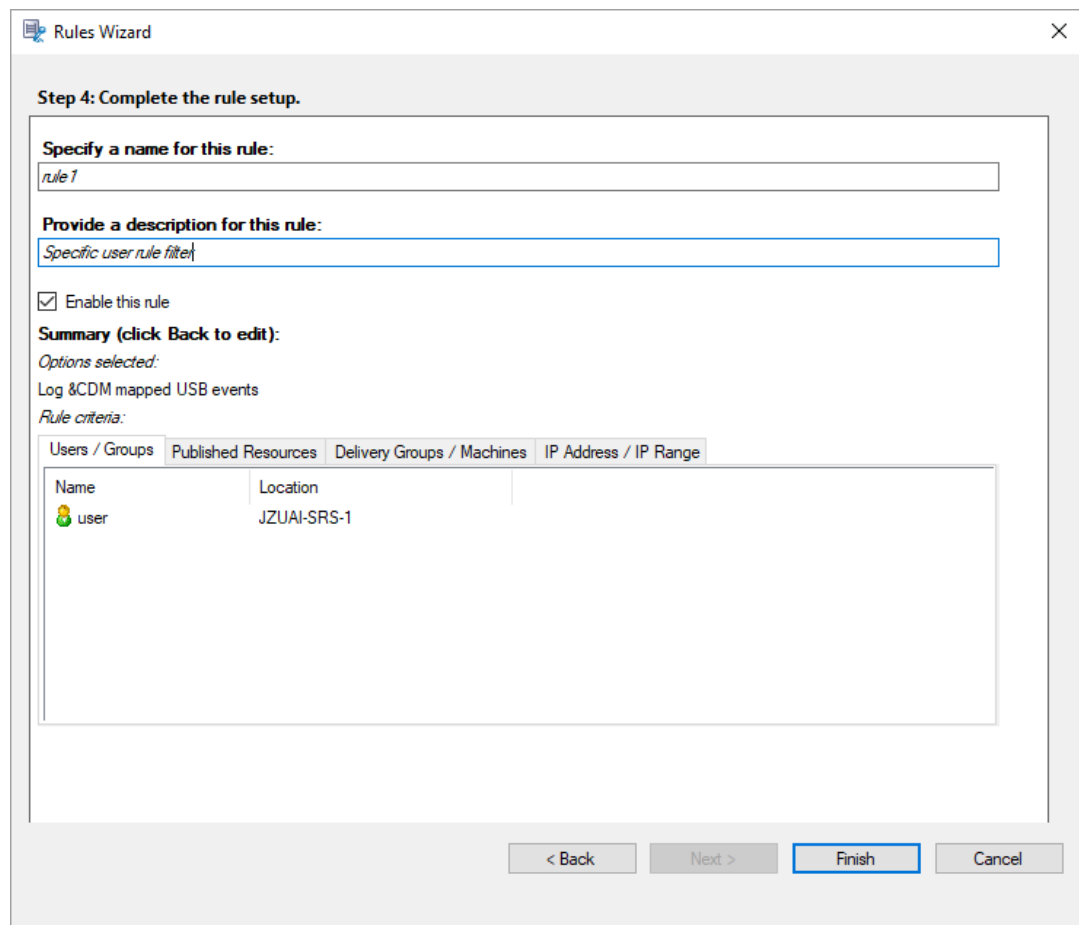 Rules Wizard
Step 4: Complete the rule setup.
Specify a name for this rule:
rule1
Provide a description for this rule:
Specific user rule filter
Enable this rule
Summary (click Back to edit):
Options selected:
Log &CDM mapped USB events
Rule criteria:
Users / Groups Published Resources Delivery Groups / Machines IP Address / IP Range
Name Location
user JZUAI-SRS-1
< Back Next > Finish Cancel